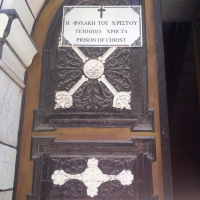 Η ΦΥΛΑΚΗ ΤΟΥ ΧΡΙΣΤΟΥ
ТЕМНИЦА ХРИСТА
PRISON OF CHRIST